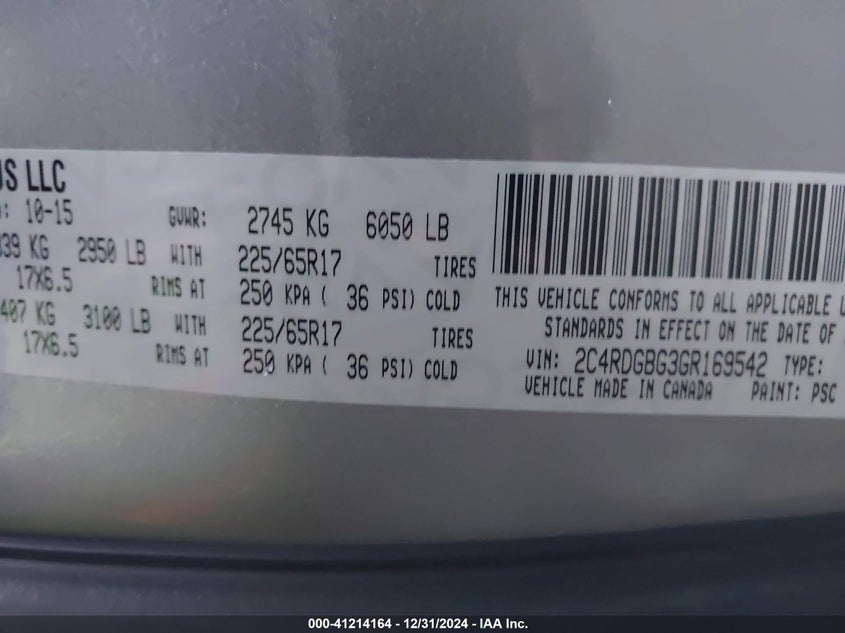 US LLC
10-15 GVWR: 2745 KG 6050 LB
KG 2950 LB WITH 225/65R17 TIRES
17X6.5 RIMS AT 250 KPA ( 36 PSI) COLD
407 KG 3100 LB WITH 225/65R17 TIRES
17X6.5 RIMS AT 250 KPA ( 36 PSI) COLD
THIS VEHICLE CONFORMS TO ALL APPLICABLE
STANDARDS IN EFFECT ON THE DATE OF
VIN: 2C4RDGBG3GR169542 TYPE:
VEHICLE MADE IN CANADA PAINT: PSC
000-41214164 - 12/31/2024 - IAA Inc.